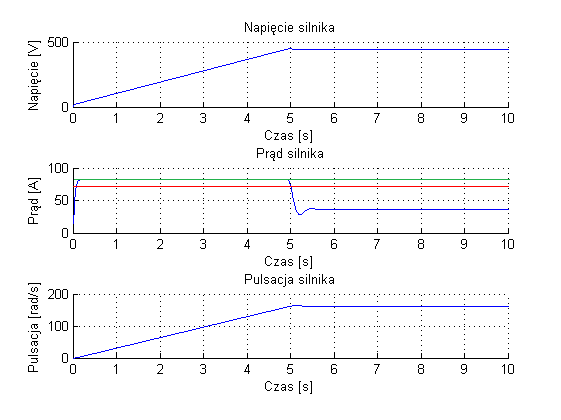 Napięcie silnika
Napięcie [V]
500
0
0 1 2 3 4 5 6 7 8 9 10
Czas [s]
Prąd silnika
Prąd [A]
100
50
0
0 1 2 3 4 5 6 7 8 9 10
Czas [s]
Pulsacja silnika
Pulsacja [rad/s]
200
100
0
0 1 2 3 4 5 6 7 8 9 10
Czas [s]